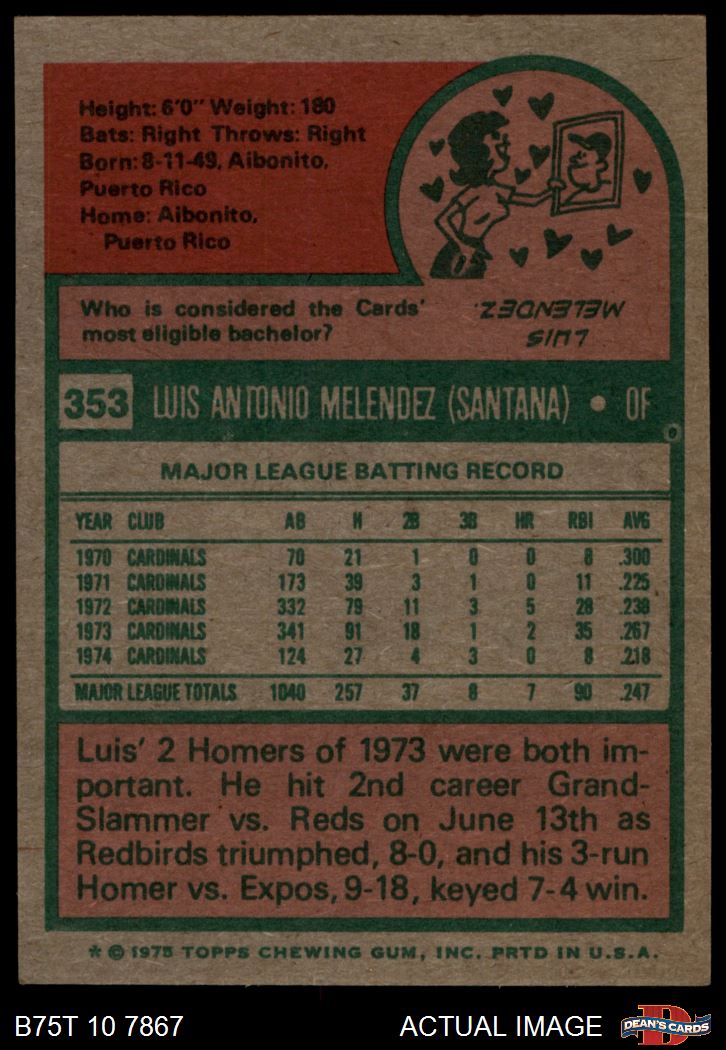 Height: 6'0" Weight: 180
Bats: Right Throws: Right
Born: 8-11-49, Aibonito,
Puerto Rico
Home: Aibonito,
Puerto Rico
Who is considered the Cards'
most eligible bachelor?
LUIS
MELENDEZ.
353 LUIS ANTONIO MELENDEZ (SANTANA) • OF
MAJOR LEAGUE BATTING RECORD
YEAR CLUB AB H 2B 3B HR RBI AVG
1970 CARDINALS 70 21 1 0 0 8 .300
1971 CARDINALS 173 39 3 1 0 11 .225
1972 CARDINALS 332 79 11 3 5 28 .238
1973 CARDINALS 341 91 18 1 2 35 .267
1974 CARDINALS 124 27 4 3 0 8 .218
MAJOR LEAGUE TOTALS 1040 257 37 8 7 90 .247
Luis' 2 Homers of 1973 were both im-
portant. He hit 2nd career Grand-
Slammer vs. Reds on June 13th as
Redbirds triumphed, 8-0, and his 3-run
Homer vs. Expos, 9-18, keyed 7-4 win.
* © 1975 TOPPS CHEWING GUM, INC. PRTD IN U.S.A.
B75T 10 7867 ACTUAL IMAGE DEAN'S CARDS